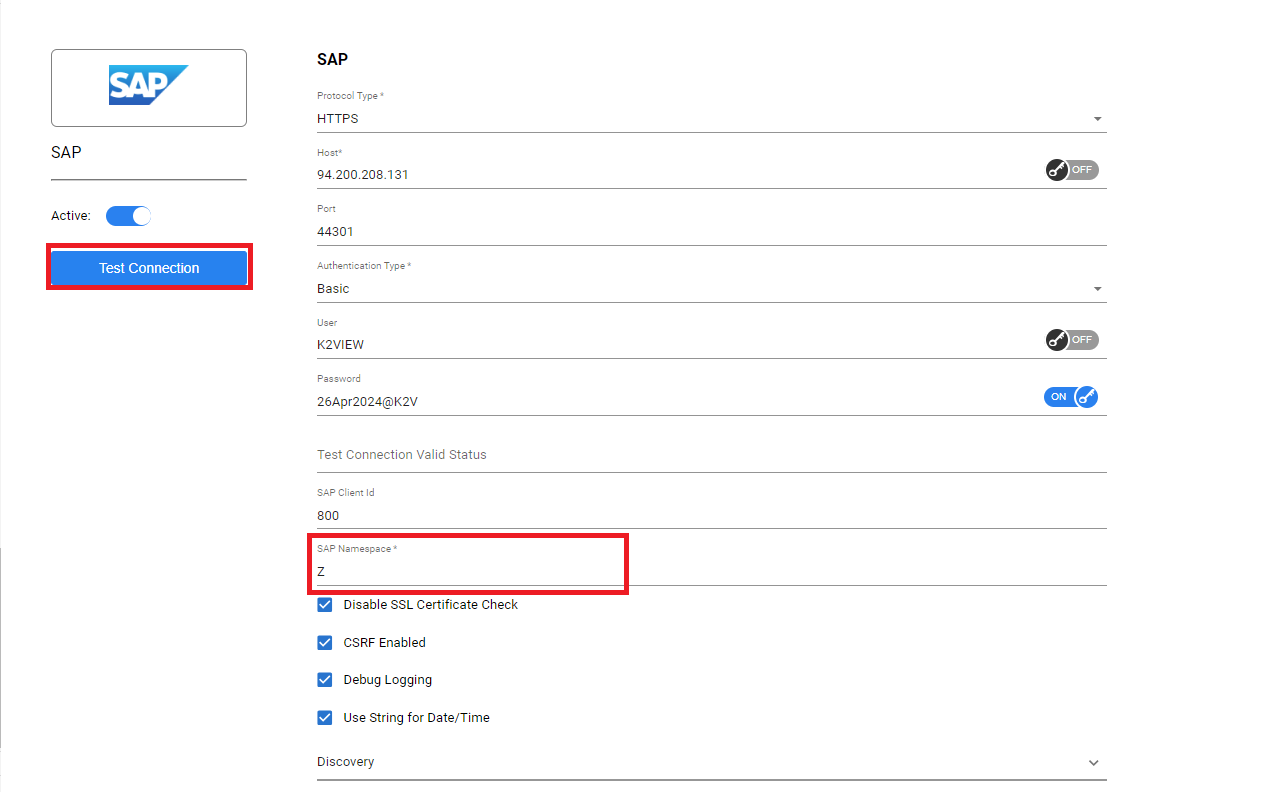 SAP
SAP
Active:
Test Connection
SAP
Protocol Type *
HTTPS
Host*
94.200.208.131
OFF
Port
44301
Authentication Type *
Basic
User
K2VIEW
OFF
Password
26Apr2024@K2V
ON
Test Connection Valid Status
SAP Client Id
800
SAP Namespace *
Z
Disable SSL Certificate Check
CSRF Enabled
Debug Logging
Use String for Date/Time
Discovery